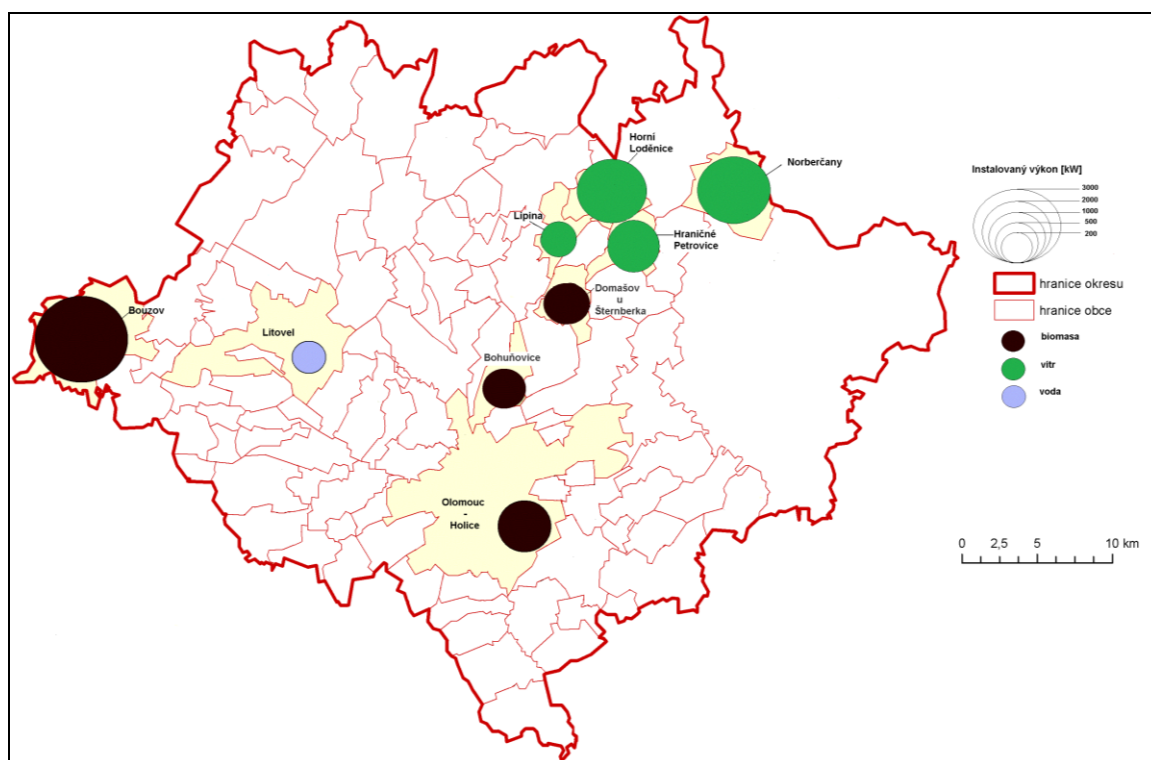 Horní
Loděnice
Norberčany
Lipina
Hraničné
Petrovice
Domašov
u
Šternberka
Bouzov
Litovel
Bohuňovice
Olomouc
-
Holice
Instalovaný výkon [kW]
3000
2000
1000
500
200
hranice okresu
hranice obce
biomasa
vítr
voda
0 2,5 5 10 km